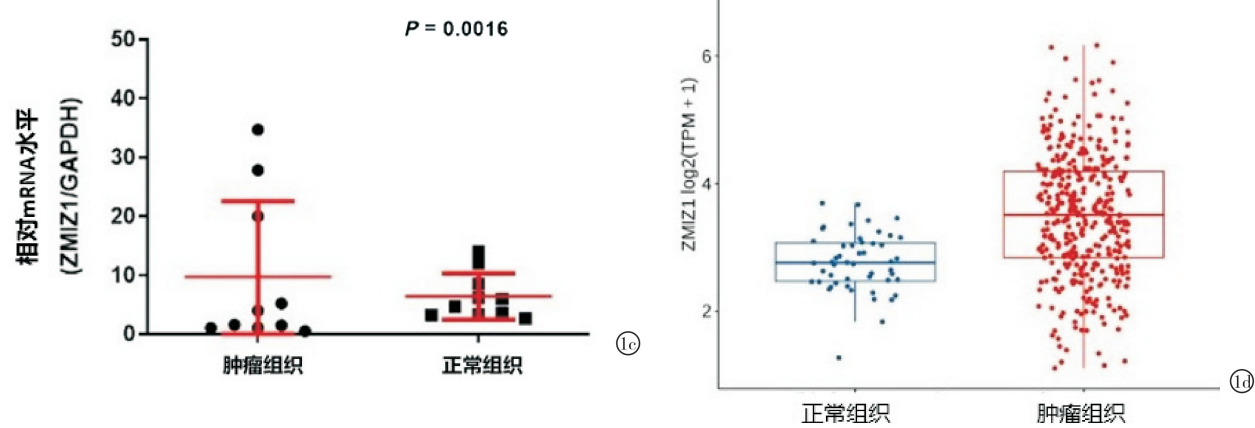 P = 0.0016
相对mRNA水平
(ZMIZ1/GAPDH)
50
40
30
20
10
0
肿瘤组织
正常组织
1c
ZMIZ1 log2(TPM + 1)
6
4
2
正常组织
肿瘤组织
1d